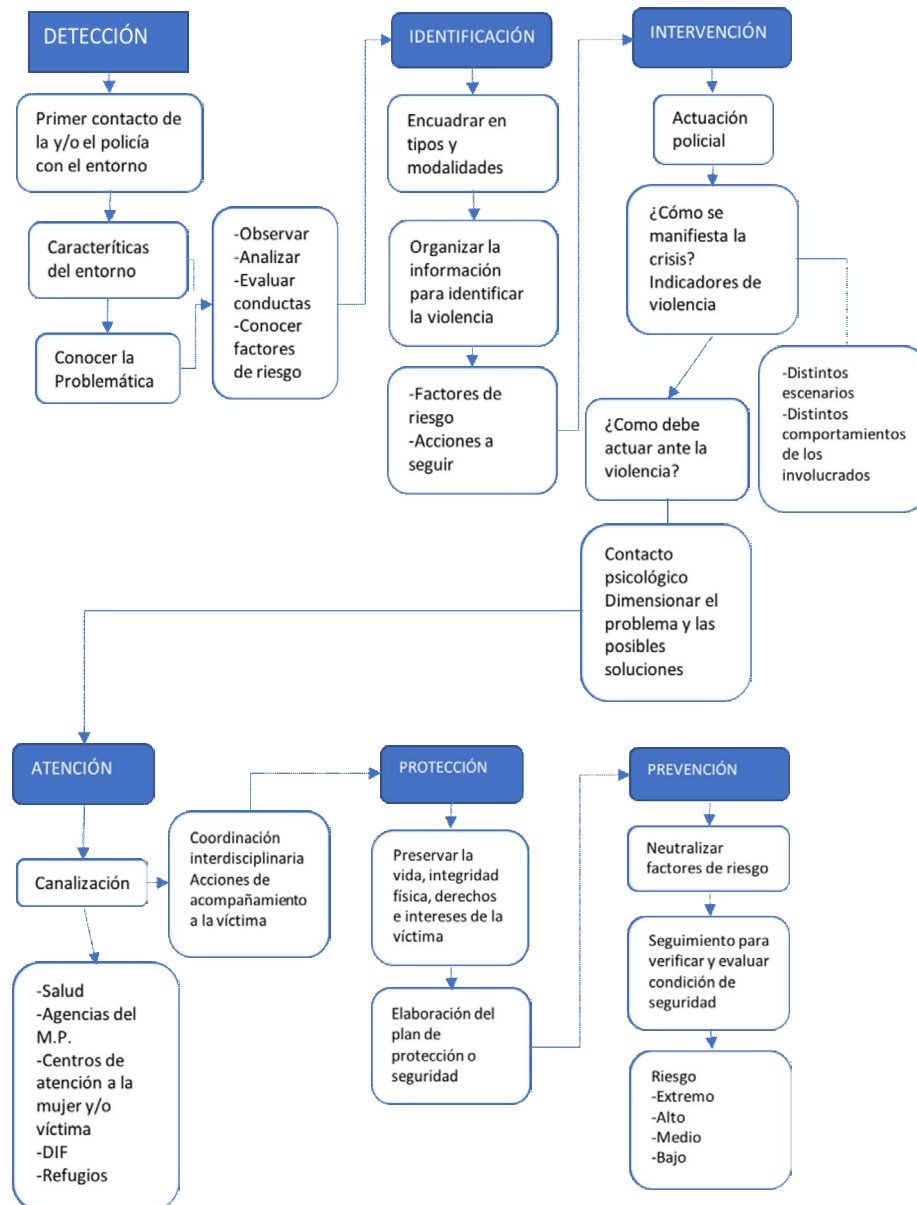 DETECCIÓN
Primer contacto de
la y/o el policía
con el entorno
Caracteríticas
del entorno
Conocer la
Problemática
-Observar
-Analizar
-Evaluar
conductas
-Conocer
factores
de riesgo
IDENTIFICACIÓN
Encuadrar en
tipos y
modalidades
Organizar la
información
para identificar
la violencia
-Factores de
riesgo
-Acciones a
seguir
INTERVENCIÓN
Actuación
policial
¿Cómo se
manifiesta la
crisis?
Indicadores de
violencia
-Distintos
escenarios
-Distintos
comportamientos
de los
involucrados
¿Como debe
actuar ante la
violencia?
Contacto
psicológico
Dimensionar el
problema y las
posibles
soluciones
ATENCIÓN
Canalización
-Salud
-Agencias del
M.P.
-Centros de
atención a la
mujer y/o
víctima
-DIF
-Refugios
Coordinación
interdisciplinaria
Acciones de
acompañamiento
a la víctima
PROTECCIÓN
Preservar la
vida, integridad
física, derechos
e intereses de la
víctima
Elaboración del
plan de
protección o
seguridad
PREVENCIÓN
Neutralizar
factores de riesgo
Seguimiento para
verificar y evaluar
condición de
seguridad
Riesgo
-Extremo
-Alto
-Medio
-Bajo